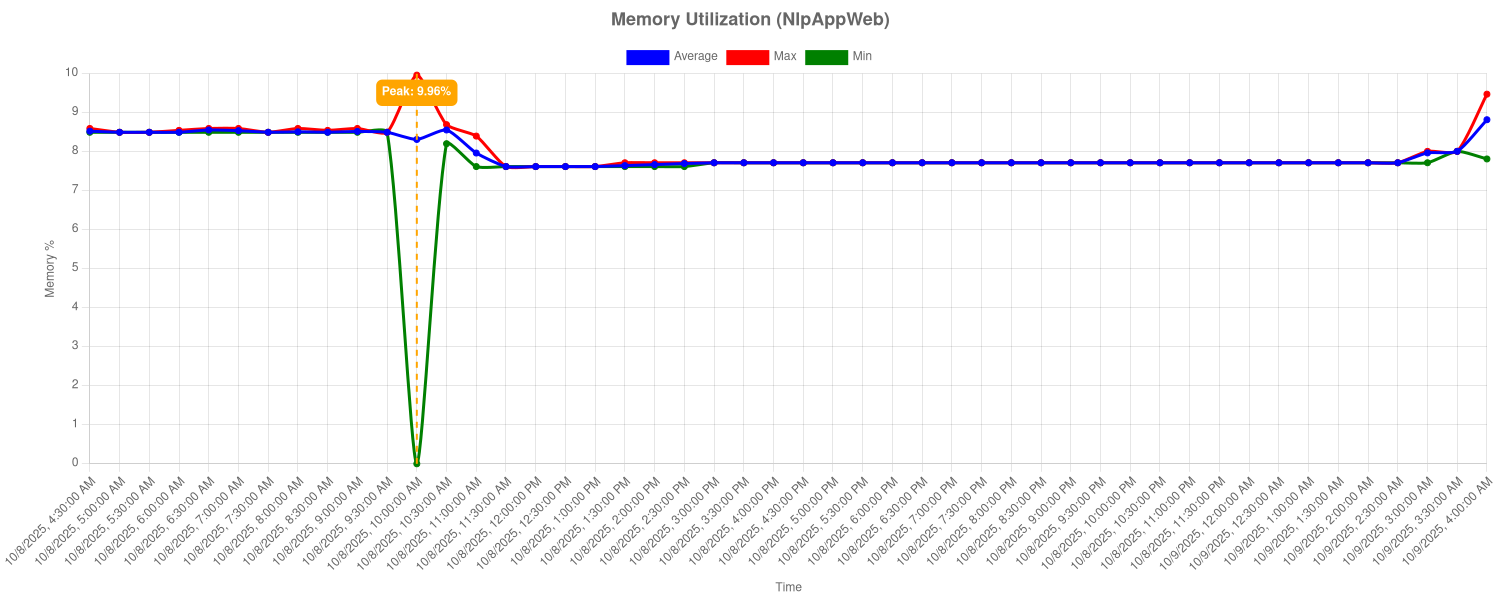 Memory Utilization (NlpAppWeb)
Average Max Min
10
Peak: 9.96%
9
8
7
6
5
4
3
2
1
0
Memory %
10/8/2025, 4:30:00 AM
10/8/2025, 5:00:00 AM
10/8/2025, 5:30:00 AM
10/8/2025, 6:00:00 AM
10/8/2025, 6:30:00 AM
10/8/2025, 7:00:00 AM
10/8/2025, 7:30:00 AM
10/8/2025, 8:00:00 AM
10/8/2025, 8:30:00 AM
10/8/2025, 9:00:00 AM
10/8/2025, 9:30:00 AM
10/8/2025, 10:00:00 AM
10/8/2025, 10:30:00 AM
10/8/2025, 11:00:00 AM
10/8/2025, 11:30:00 AM
10/8/2025, 12:00:00 PM
10/8/2025, 12:30:00 PM
10/8/2025, 1:00:00 PM
10/8/2025, 1:30:00 PM
10/8/2025, 2:00:00 PM
10/8/2025, 2:30:00 PM
10/8/2025, 3:00:00 PM
10/8/2025, 3:30:00 PM
10/8/2025, 4:00:00 PM
10/8/2025, 4:30:00 PM
10/8/2025, 5:00:00 PM
10/8/2025, 5:30:00 PM
10/8/2025, 6:00:00 PM
10/8/2025, 6:30:00 PM
10/8/2025, 7:00:00 PM
10/8/2025, 7:30:00 PM
10/8/2025, 8:00:00 PM
10/8/2025, 8:30:00 PM
10/8/2025, 9:00:00 PM
10/8/2025, 9:30:00 PM
10/8/2025, 10:00:00 PM
10/8/2025, 10:30:00 PM
10/8/2025, 11:00:00 PM
10/8/2025, 11:30:00 PM
10/9/2025, 12:00:00 AM
10/9/2025, 12:30:00 AM
10/9/2025, 1:00:00 AM
10/9/2025, 1:30:00 AM
10/9/2025, 2:00:00 AM
10/9/2025, 2:30:00 AM
10/9/2025, 3:00:00 AM
10/9/2025, 3:30:00 AM
10/9/2025, 4:00:00 AM
Time